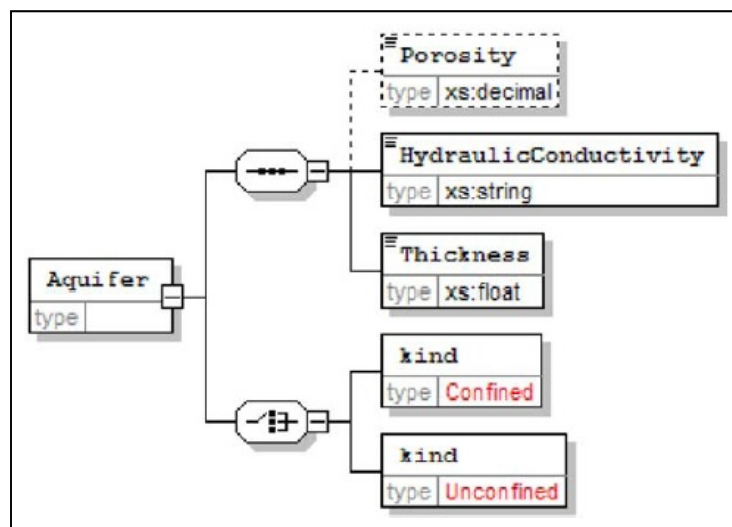 Porosity
type xs:decimal
HydraulicConductivity
type xs:string
Thickness
type xs:float
Aquifer
type
kind
type Confined
kind
type Unconfined